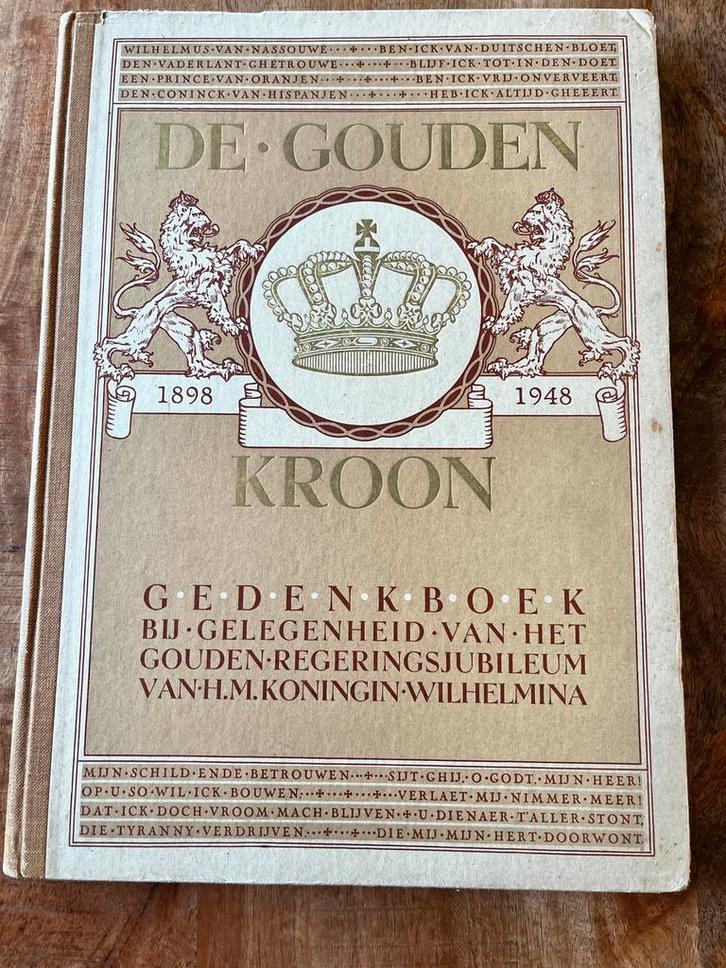 WILHELMUS·VAN·NASSOUWE···✢···BEN·ICK·VAN·DUITSCHEN·BLOET,
DEN·VADERLANT·GHETROUWE···✢···BLIJF·ICK·TOT·IN·DEN·DOET.
EEN·PRINCE·VAN·ORANJEN···✢···✢···BEN·ICK·VRIJ·ONVERVEERT,
DEN·CONINCK·VAN·HISPANJEN···✢···✢···HEB·ICK·ALTIJD·GHEEERT.
DE·GOUDEN
1898
1948
KROON
G·E·D·E·N·K·B·O·E·K
BIJ·GELEGENHEID·VAN·HET
GOUDEN·REGERINGSJUBILEUM
VAN·H.M.KONINGIN·WILHELMINA
MIJN·SCHILD·ENDE·BETROUWEN···✢···SIJT·GHIJ,·O·GODT,·MIJN·HEER!
OP·U·SO·WIL·ICK·BOUWEN···✢···✢···VERLAET·MIJ·NIMMER·MEER!
DAT·ICK·DOCH·VROOM·MACH·BLIJVEN·✢·U·DIENAER·T'ALLER·STONT,
DIE·TYRANNY·VERDRIJVEN···✢···✢···DIE·MIJ·MIJN·HERT·DOORWONT.